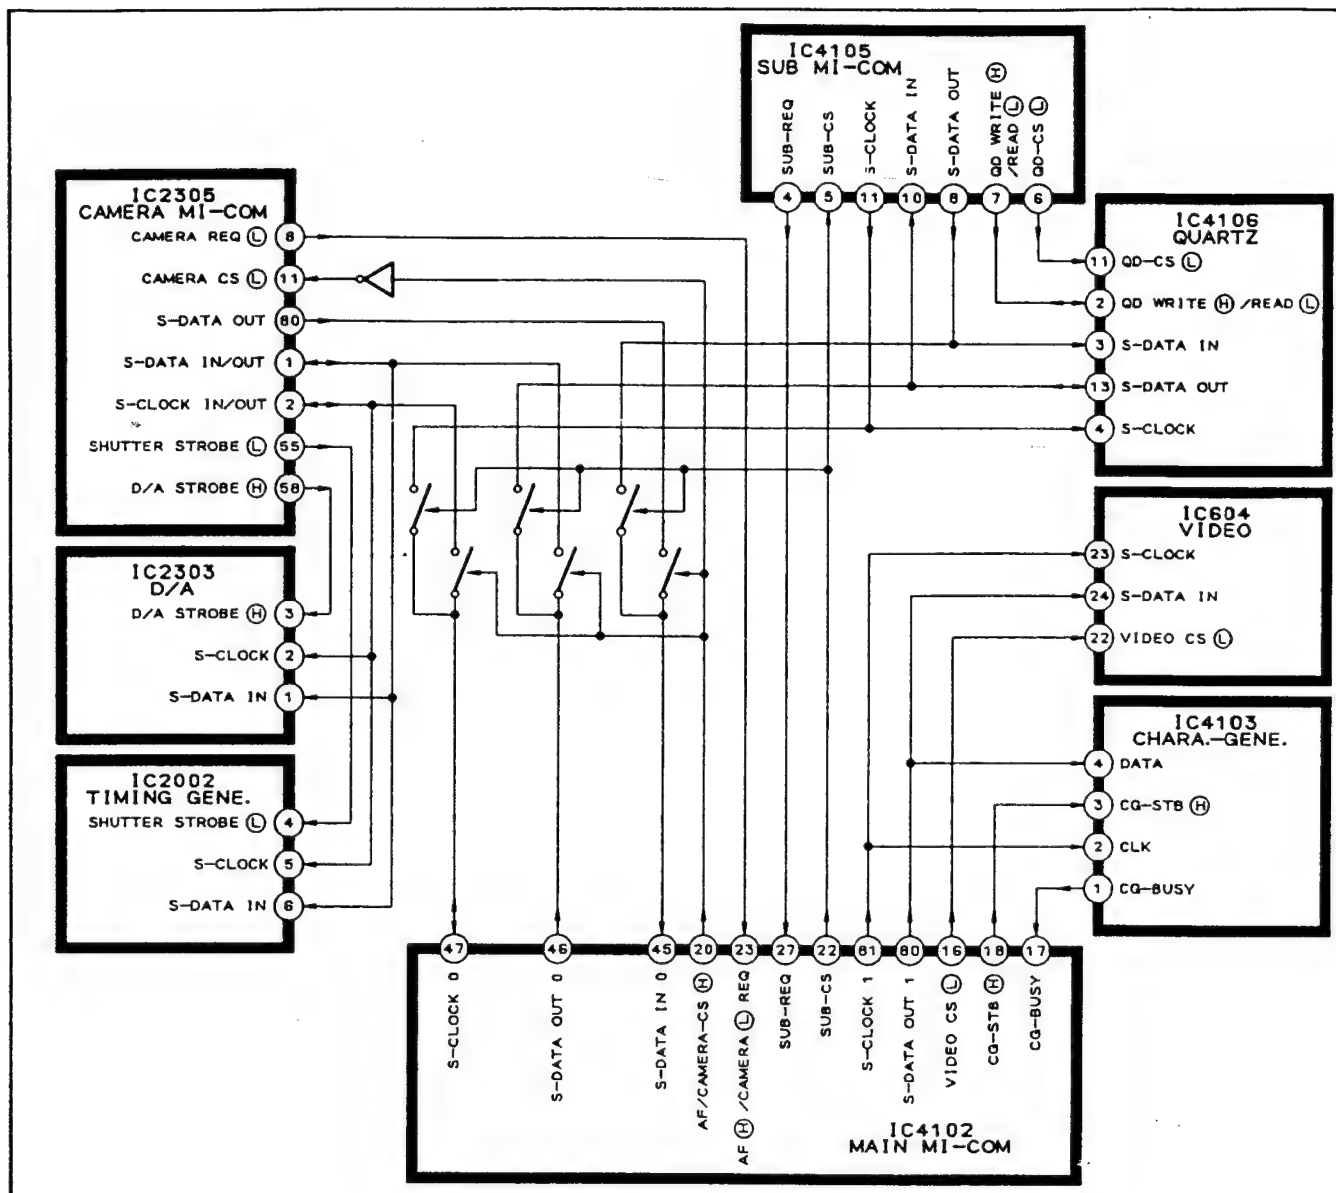 IC4105
SUB MI-COM
SUB-REQ
SUB-CS
S-CLOCK
S-DATA IN
S-DATA OUT
QD WRITE Ⓗ
/READ Ⓛ
QD-CS Ⓛ
4
5
11
10
8
7
6
IC2305
CAMERA MI-COM
CAMERA REQ Ⓛ 8
CAMERA CS Ⓛ 11
S-DATA OUT 80
S-DATA IN/OUT 1
S-CLOCK IN/OUT 2
SHUTTER STROBE Ⓛ 55
D/A STROBE Ⓗ 58
IC4106
QUARTZ
11 QD-CS Ⓛ
2 QD WRITE Ⓗ /READ Ⓛ
3 S-DATA IN
13 S-DATA OUT
4 S-CLOCK
IC2303
D/A
D/A STROBE Ⓗ 3
S-CLOCK 2
S-DATA IN 1
IC604
VIDEO
23 S-CLOCK
24 S-DATA IN
22 VIDEO CS Ⓛ
IC2002
TIMING GENE.
SHUTTER STROBE Ⓛ 4
S-CLOCK 5
S-DATA IN 6
IC4103
CHARA.-GENE.
4 DATA
3 CG-STB Ⓗ
2 CLK
1 CG-BUSY
47
46
45
20
23
27
22
81
80
16
18
17
S-CLOCK 0
S-DATA OUT 0
S-DATA IN 0
AF/CAMERA-CS Ⓗ
AF Ⓗ /CAMERA Ⓛ REQ
SUB-REQ
SUB-CS
S-CLOCK 1
S-DATA OUT 1
VIDEO CS Ⓛ
CG-STB Ⓗ
CG-BUSY
IC4102
MAIN MI-COM